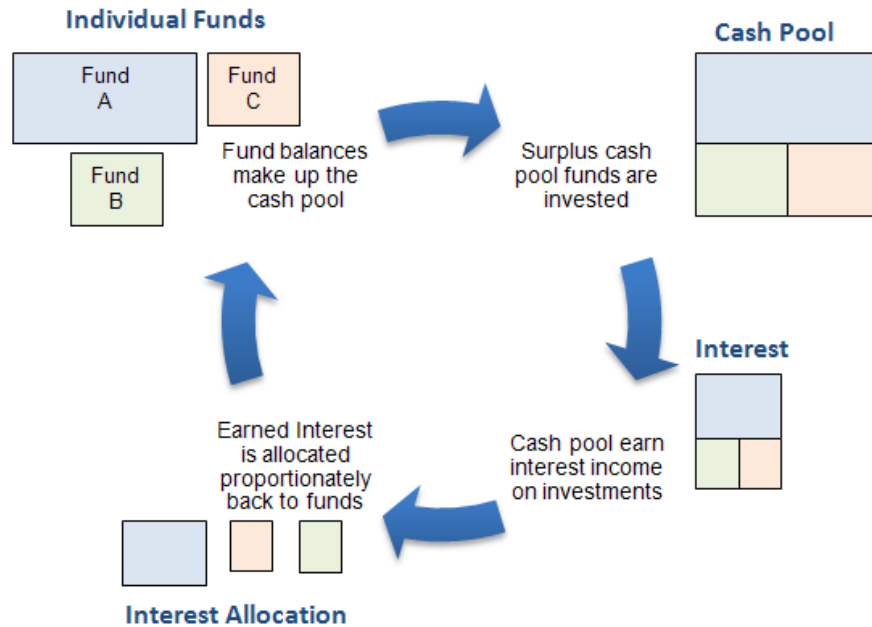 Individual Funds
Fund
A
Fund
C
Fund
B
Fund balances
make up the
cash pool
Cash Pool
Surplus cash
pool funds are
invested
Interest
Cash pool earn
interest income
on investments
Earned Interest
is allocated
proportionately
back to funds
Interest Allocation